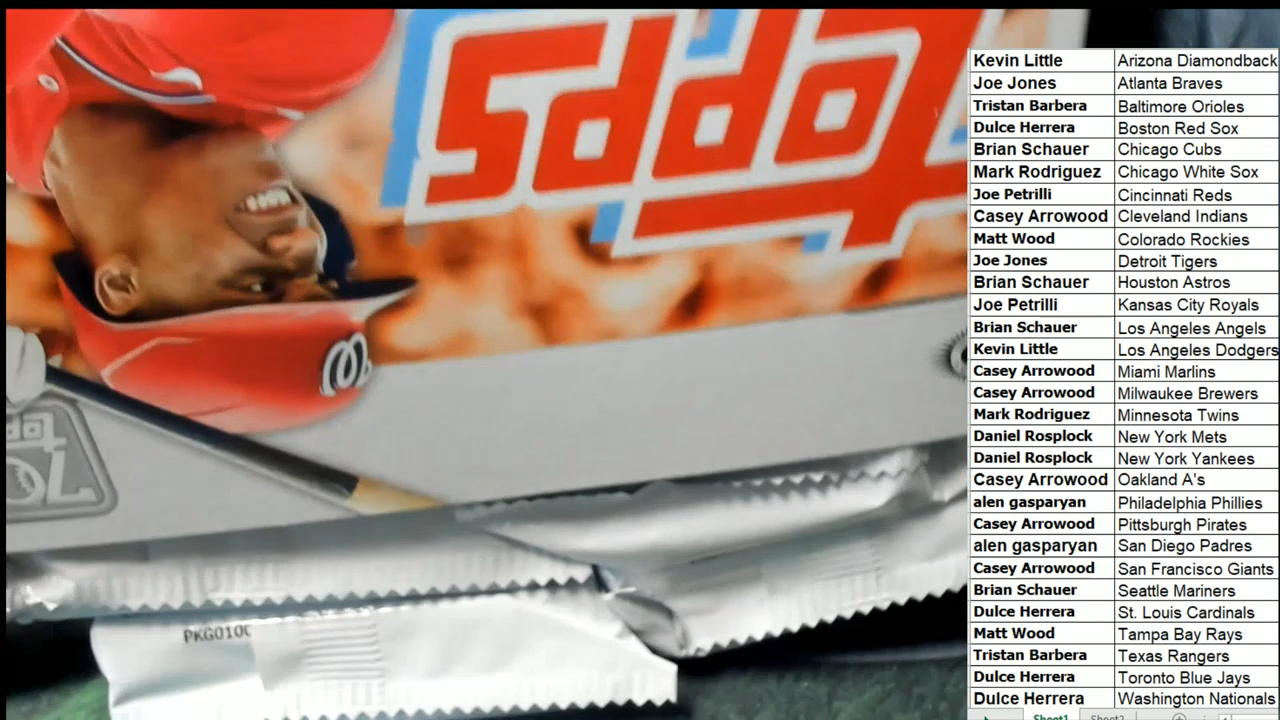 topps
W
topps
70
PKG010
Kevin Little Arizona Diamondback
Joe Jones Atlanta Braves
Tristan Barbera Baltimore Orioles
Dulce Herrera Boston Red Sox
Brian Schauer Chicago Cubs
Mark Rodriguez Chicago White Sox
Joe Petrilli Cincinnati Reds
Casey Arrowood Cleveland Indians
Matt Wood Colorado Rockies
Joe Jones Detroit Tigers
Brian Schauer Houston Astros
Joe Petrilli Kansas City Royals
Brian Schauer Los Angeles Angels
Kevin Little Los Angeles Dodgers
Casey Arrowood Miami Marlins
Casey Arrowood Milwaukee Brewers
Mark Rodriguez Minnesota Twins
Daniel Rosplock New York Mets
Daniel Rosplock New York Yankees
Casey Arrowood Oakland A's
alen gasparyan Philadelphia Phillies
Casey Arrowood Pittsburgh Pirates
alen gasparyan San Diego Padres
Casey Arrowood San Francisco Giants
Brian Schauer Seattle Mariners
Dulce Herrera St. Louis Cardinals
Matt Wood Tampa Bay Rays
Tristan Barbera Texas Rangers
Dulce Herrera Toronto Blue Jays
Dulce Herrera Washington Nationals
Sheet1 Sheet2